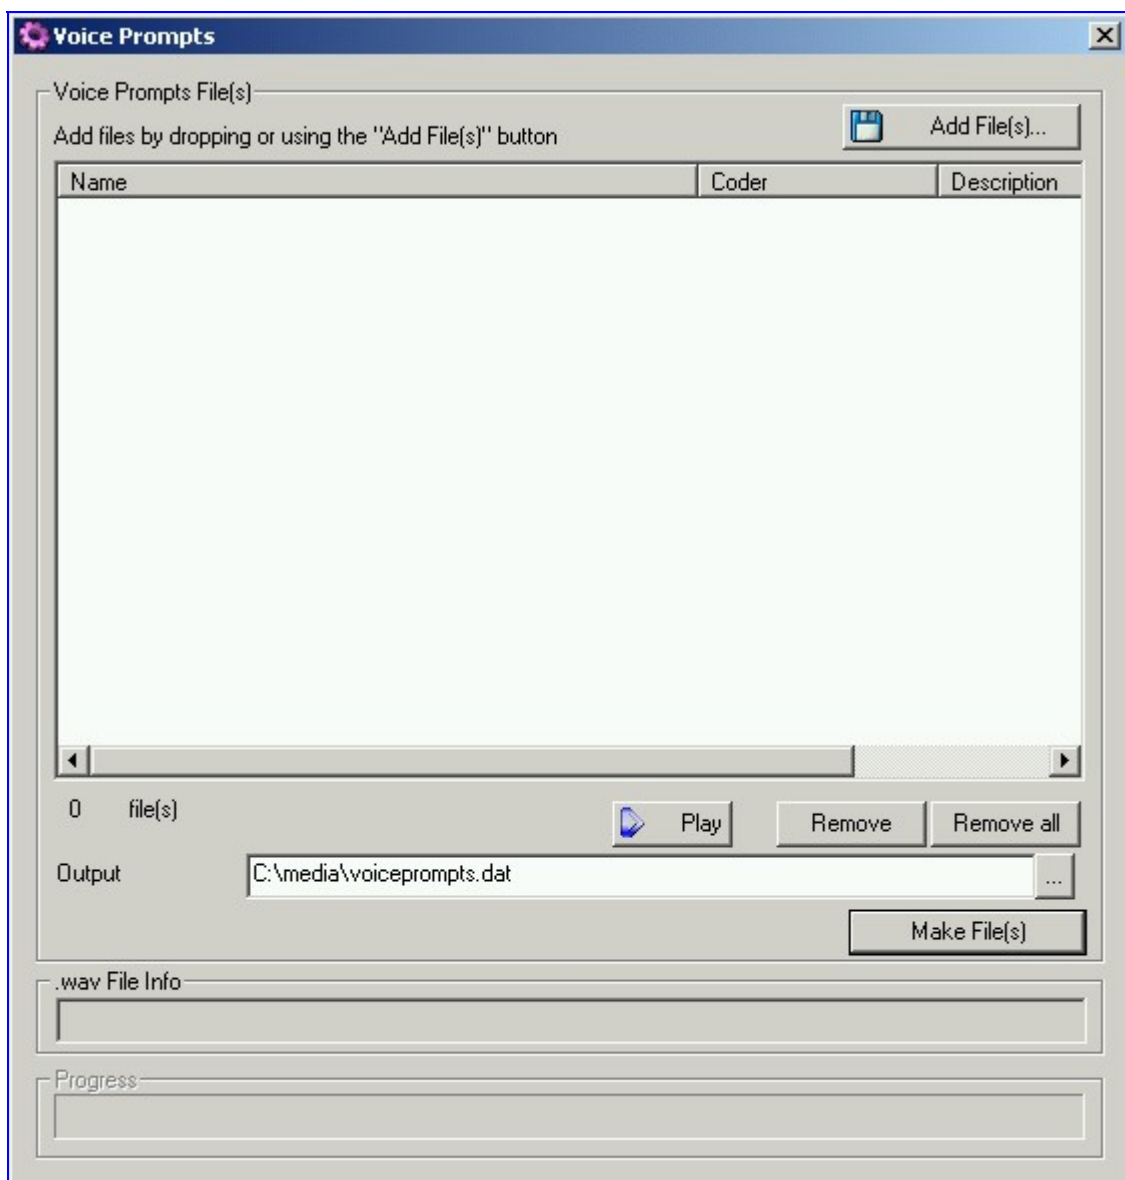 Voice Prompts
Voice Prompts File(s)
Add files by dropping or using the "Add File(s)" button
Add File(s)...
Name Coder Description
0 file(s)
Play Remove Remove all
Output C:\media\voiceprompts.dat ...
Make File(s)
.wav File Info
Progress